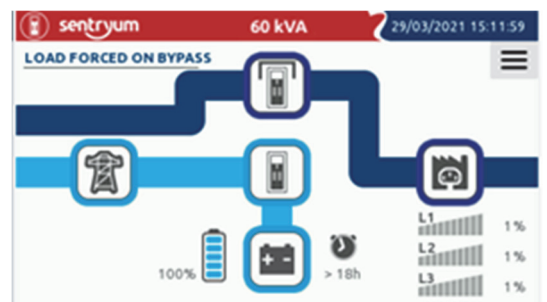 sentryum 60 kVA 29/03/2021 15:11:59
LOAD FORCED ON BYPASS
L1 1%
L2 1%
L3 1%
100% > 18h